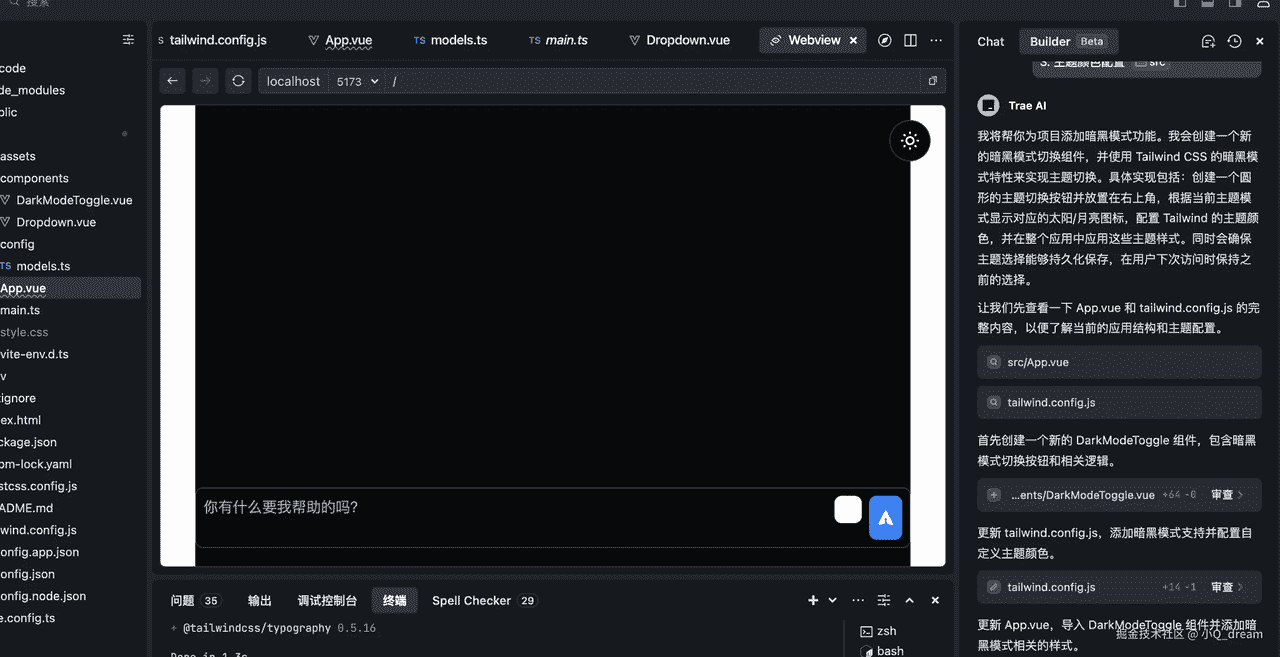 搜索
tailwind.config.js
App.vue
TS models.ts
TS main.ts
Dropdown.vue
Webview
Chat
Builder Beta
code
de_modules
blic
assets
components
DarkModeToggle.vue
Dropdown.vue
config
TS models.ts
App.vue
main.ts
style.css
vite-env.d.ts
v
ignore
ex.html
ckage.json
pm-lock.yaml
stcss.config.js
ADME.md
wind.config.js
onfig.app.json
onfig.json
onfig.node.json
e.config.ts
localhost 5173 /
你有什么要我帮助的吗?
问题 35 输出 调试控制台 终端 Spell Checker 29
+ @tailwindcss/typography 0.5.16
Done in 1.3s
zsh
bash
3. 主题颜色配置 src
Trae AI
我将帮你为项目添加暗黑模式功能。我会创建一个新
的暗黑模式切换组件，并使用 Tailwind CSS 的暗黑模
式特性来实现主题切换。具体实现包括：创建一个圆
形的主题切换按钮并放置在右上角，根据当前主题模
式显示对应的太阳/月亮图标，配置 Tailwind 的主题颜
色，并在整个应用中应用这些主题样式。同时会确保
主题选择能够持久化保存，在用户下次访问时保持之
前的选择。
让我们先查看一下 App.vue 和 tailwind.config.js 的完
整内容，以便了解当前的应用结构和主题配置。
src/App.vue
tailwind.config.js
首先创建一个新的 DarkModeToggle 组件，包含暗黑
模式切换按钮和相关逻辑。
...ents/DarkModeToggle.vue +64 -0 审查
更新 tailwind.config.js，添加暗黑模式支持并配置自
定义主题颜色。
tailwind.config.js +14 -1 审查
更新 App.vue，导入 DarkModeToggle 组件并添加暗
黑模式相关的样式。
掘金技术社区 @ 小Q_dream